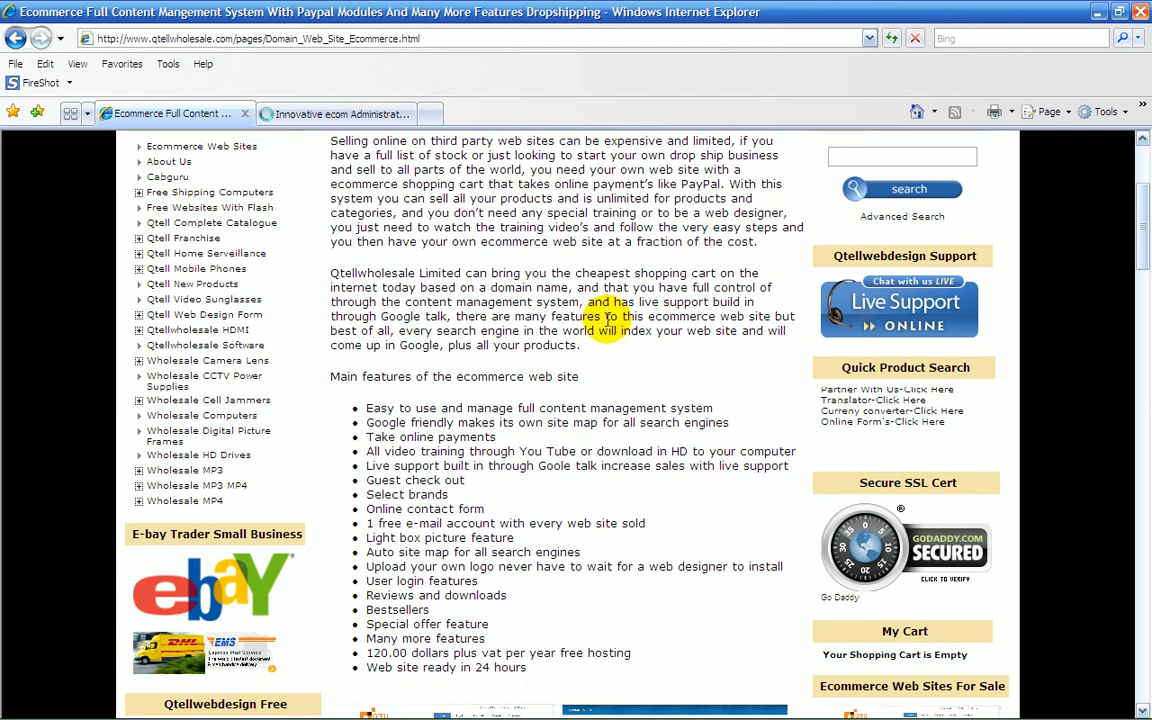 Ecommerce Full Content Mangement System With Paypal Modules And Many More Features Dropshipping - Windows Internet Explorer
http://www.qtellwholesale.com/pages/Domain_Web_Site_Ecommerce.html
Bing
File Edit View Favorites Tools Help
FireShot
Ecommerce Full Content ...
Innovative ecom Administrat...
Page
Tools
Ecommerce Web Sites
About Us
Cabguru
Free Shipping Computers
Free Websites With Flash
Qtell Complete Catalogue
Qtell Franchise
Qtell Home Serveillance
Qtell Mobile Phones
Qtell New Products
Qtell Video Sunglasses
Qtell Web Design Form
Qtellwholesale HDMI
Qtellwholesale Software
Wholesale Camera Lens
Wholesale CCTV Power
Supplies
Wholesale Cell Jammers
Wholesale Computers
Wholesale Digital Picture
Frames
Wholesale HD Drives
Wholesale MP3
Wholesale MP3 MP4
Wholesale MP4
E-bay Trader Small Business
ebay
DHL
EMS
Qtellwebdesign Free
Selling online on third party web sites can be expensive and limited, if you
have a full list of stock or just looking to start your own drop ship business
and sell to all parts of the world, you need your own web site with a
ecommerce shopping cart that takes online payment's like PayPal. With this
system you can sell all your products and is unlimited for products and
categories, and you don't need any special training or to be a web designer,
you just need to watch the training video's and follow the very easy steps and
you then have your own ecommerce web site at a fraction of the cost.
Qtellwholesale Limited can bring you the cheapest shopping cart on the
internet today based on a domain name, and that you have full control of
through the content management system, and has live support build in
through Google talk, there are many features to this ecommerce web site but
best of all, every search engine in the world will index your web site and will
come up in Google, plus all your products.
Main features of the ecommerce web site
Easy to use and manage full content management system
Google friendly makes its own site map for all search engines
Take online payments
All video training through You Tube or download in HD to your computer
Live support built in through Goole talk increase sales with live support
Guest check out
Select brands
Online contact form
1 free e-mail account with every web site sold
Light box picture feature
Auto site map for all search engines
Upload your own logo never have to wait for a web designer to install
User login features
Reviews and downloads
Bestsellers
Special offer feature
Many more features
120.00 dollars plus vat per year free hosting
Web site ready in 24 hours
search
Advanced Search
Qtellwebdesign Support
Chat with us LIVE
Live Support
ONLINE
Quick Product Search
Partner With Us-Click Here
Translator-Click Here
Curreny converter-Click Here
Online Form's-Click Here
Secure SSL Cert
GODADDY.COM
SECURED
CLICK TO VERIFY
Go Daddy
My Cart
Your Shopping Cart is Empty
Ecommerce Web Sites For Sale